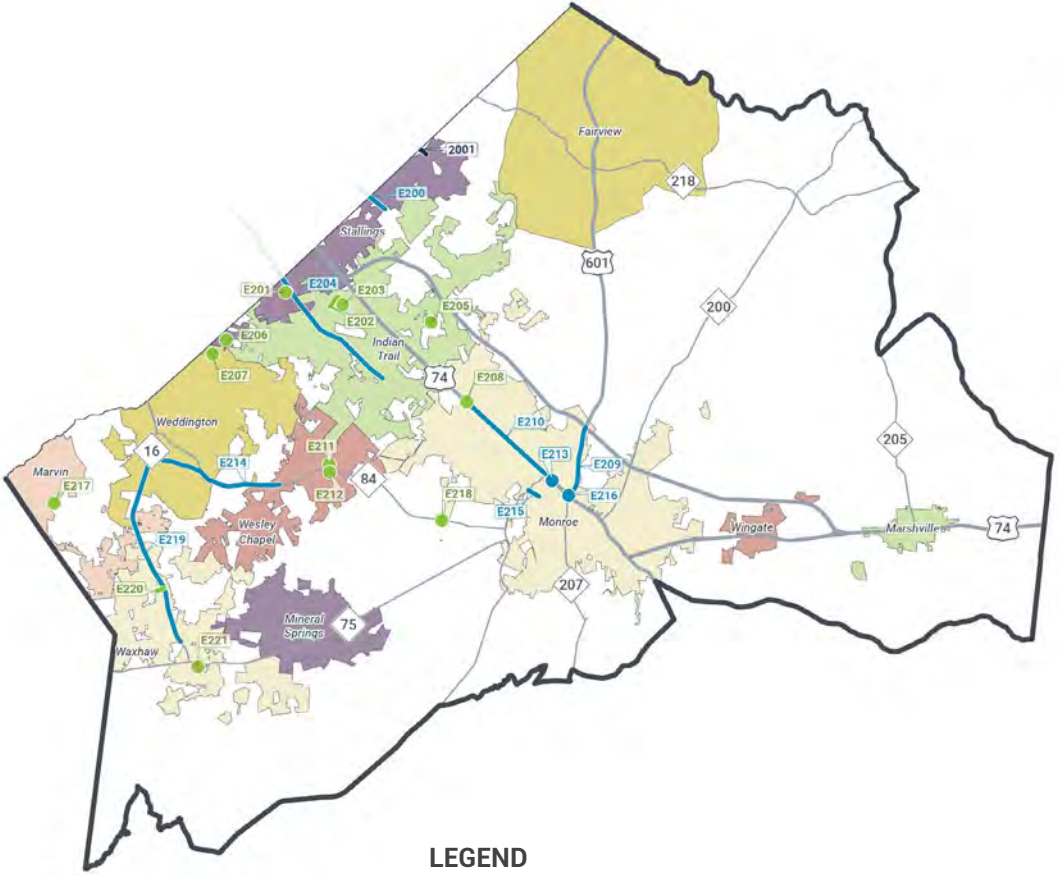 Fairview
2001
218
E200
Stallings
601
E201
E204
E203
E202
E205
200
E206
Indian
Trail
E207
74
E208
Weddington
E210
16
E211
E213
205
Marvin
E214
E209
E217
E212
84
E218
E216
E215
Monroe
Wesley
Chapel
Wingate
Marshville
74
E219
E220
207
Mineral
Springs
75
E221
Waxhaw
LEGEND